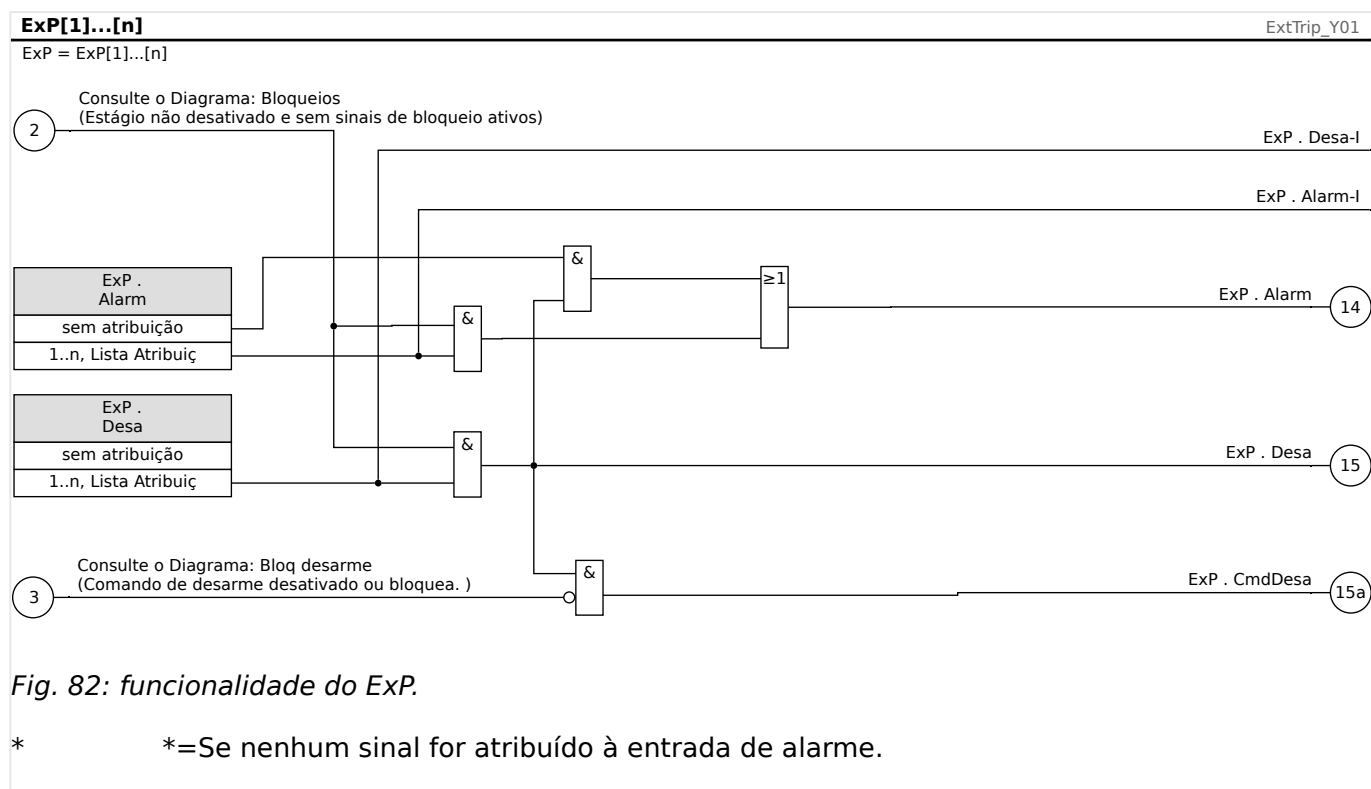 ExP[1]...[n]
ExtTrip_Y01
ExP = ExP[1]...[n]
Consulte o Diagrama: Bloqueios
(Estágio não desativado e sem sinais de bloqueio ativos)
2
ExP . Desa-I
ExP . Alarm-I
&
ExP .
Alarm
≥1
sem atribuição
&
ExP . Alarm
14
1..n, Lista Atribuiç
ExP .
Desa
sem atribuição
&
ExP . Desa
15
1..n, Lista Atribuiç
Consulte o Diagrama: Bloq desarme
(Comando de desarme desativado ou bloquea. )
3
&
ExP . CmdDesa
15a
Fig. 82: funcionalidade do ExP.
* *=Se nenhum sinal for atribuído à entrada de alarme.